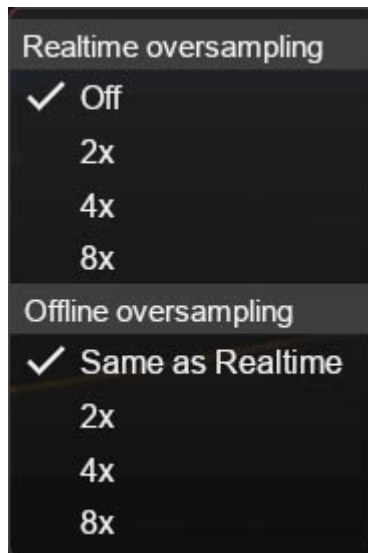 Realtime oversampling
Off
2x
4x
8x
Offline oversampling
Same as Realtime
2x
4x
8x